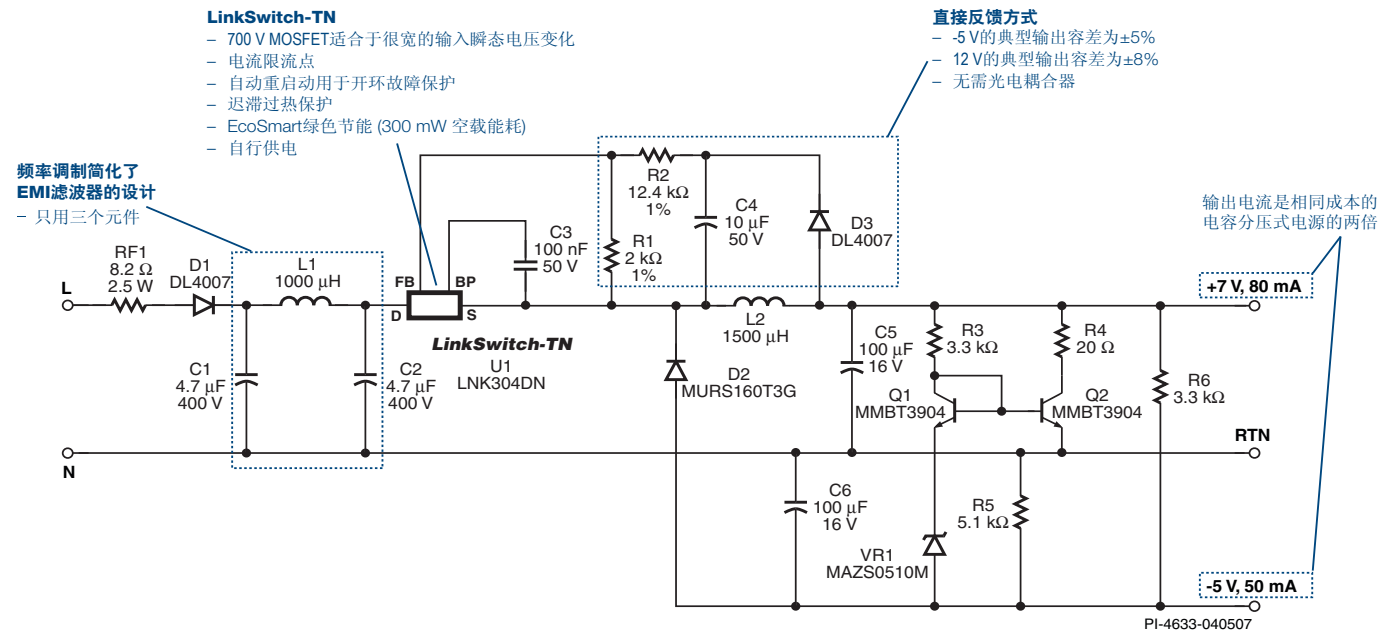 LinkSwitch-TN
– 700 V MOSFET适合于很宽的输入瞬态电压变化
– 电流限流点
– 自动重启动用于开环故障保护
– 迟滞过热保护
– EcoSmart绿色节能 (300 mW 空载能耗)
– 自行供电
直接反馈方式
– -5 V的典型输出容差为±5%
– 12 V的典型输出容差为±8%
– 无需光电耦合器
频率调制简化了
EMI滤波器的设计
– 只用三个元件
输出电流是相同成本的
电容分压式电源的两倍
RF1
8.2 Ω
2.5 W
D1
DL4007
L1
1000 μH
L
N
C1
4.7 μF
400 V
C2
4.7 μF
400 V
FB
BP
D
S
LinkSwitch-TN
U1
LNK304DN
C3
100 nF
50 V
R1
2 kΩ
1%
R2
12.4 kΩ
1%
C4
10 μF
50 V
D3
DL4007
L2
1500 μH
D2
MURS160T3G
C5
100 μF
16 V
R3
3.3 kΩ
R4
20 Ω
Q1
MMBT3904
Q2
MMBT3904
R6
3.3 kΩ
C6
100 μF
16 V
VR1
MAZS0510M
R5
5.1 kΩ
+7 V, 80 mA
RTN
-5 V, 50 mA
PI-4633-040507